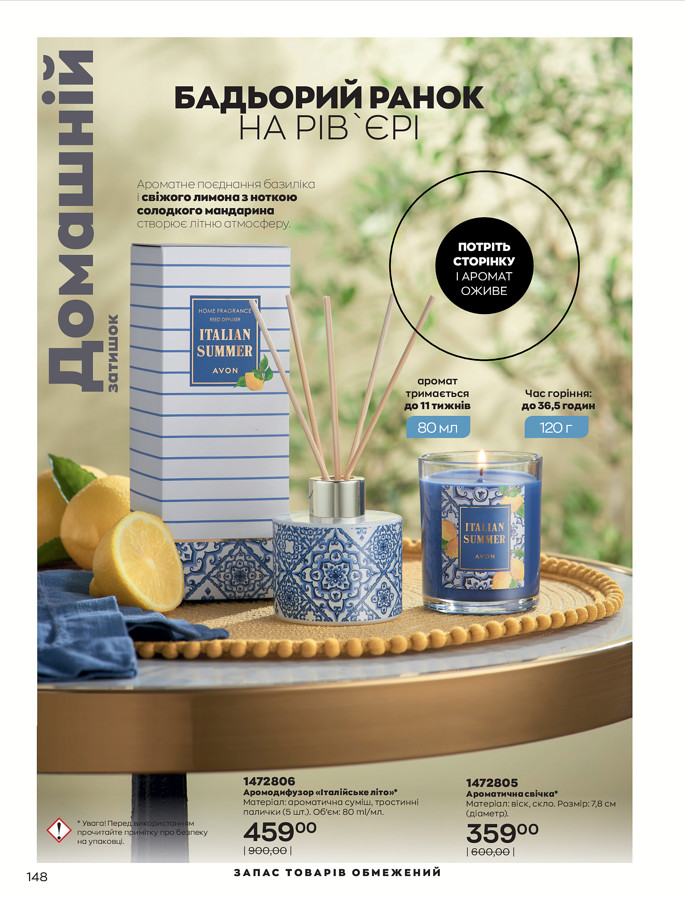 Домашній
затишок
БАДЬОРИЙ РАНОК
НА РІВ`ЄРІ
Ароматне поєднання базиліка
і свіжого лимона з ноткою
солодкого мандарина
створює літню атмосферу.
ПОТРІТЬ
СТОРІНКУ
І АРОМАТ
ОЖИВЕ
HOME FRAGRANCE
REED DIFFUSER
ITALIAN
SUMMER
AVON
аромат
тримається
до 11 тижнів
80 мл
Час горіння:
до 36,5 годин
120 г
ITALIAN
SUMMER
AVON
1472806
Аромодифузор «Італійське літо»*
Матеріал: ароматична суміш, тростинні
палички (5 шт.). Об'єм: 80 ml/мл.
459⁰⁰
| 900,00 |
1472805
Ароматична свічка*
Матеріал: віск, скло. Розмір: 7,8 см
(діаметр).
359⁰⁰
| 600,00 |
* Увага! Перед використанням
прочитайте примітку про безпеку
на упаковці.
148
ЗАПАС ТОВАРІВ ОБМЕЖЕНИЙ